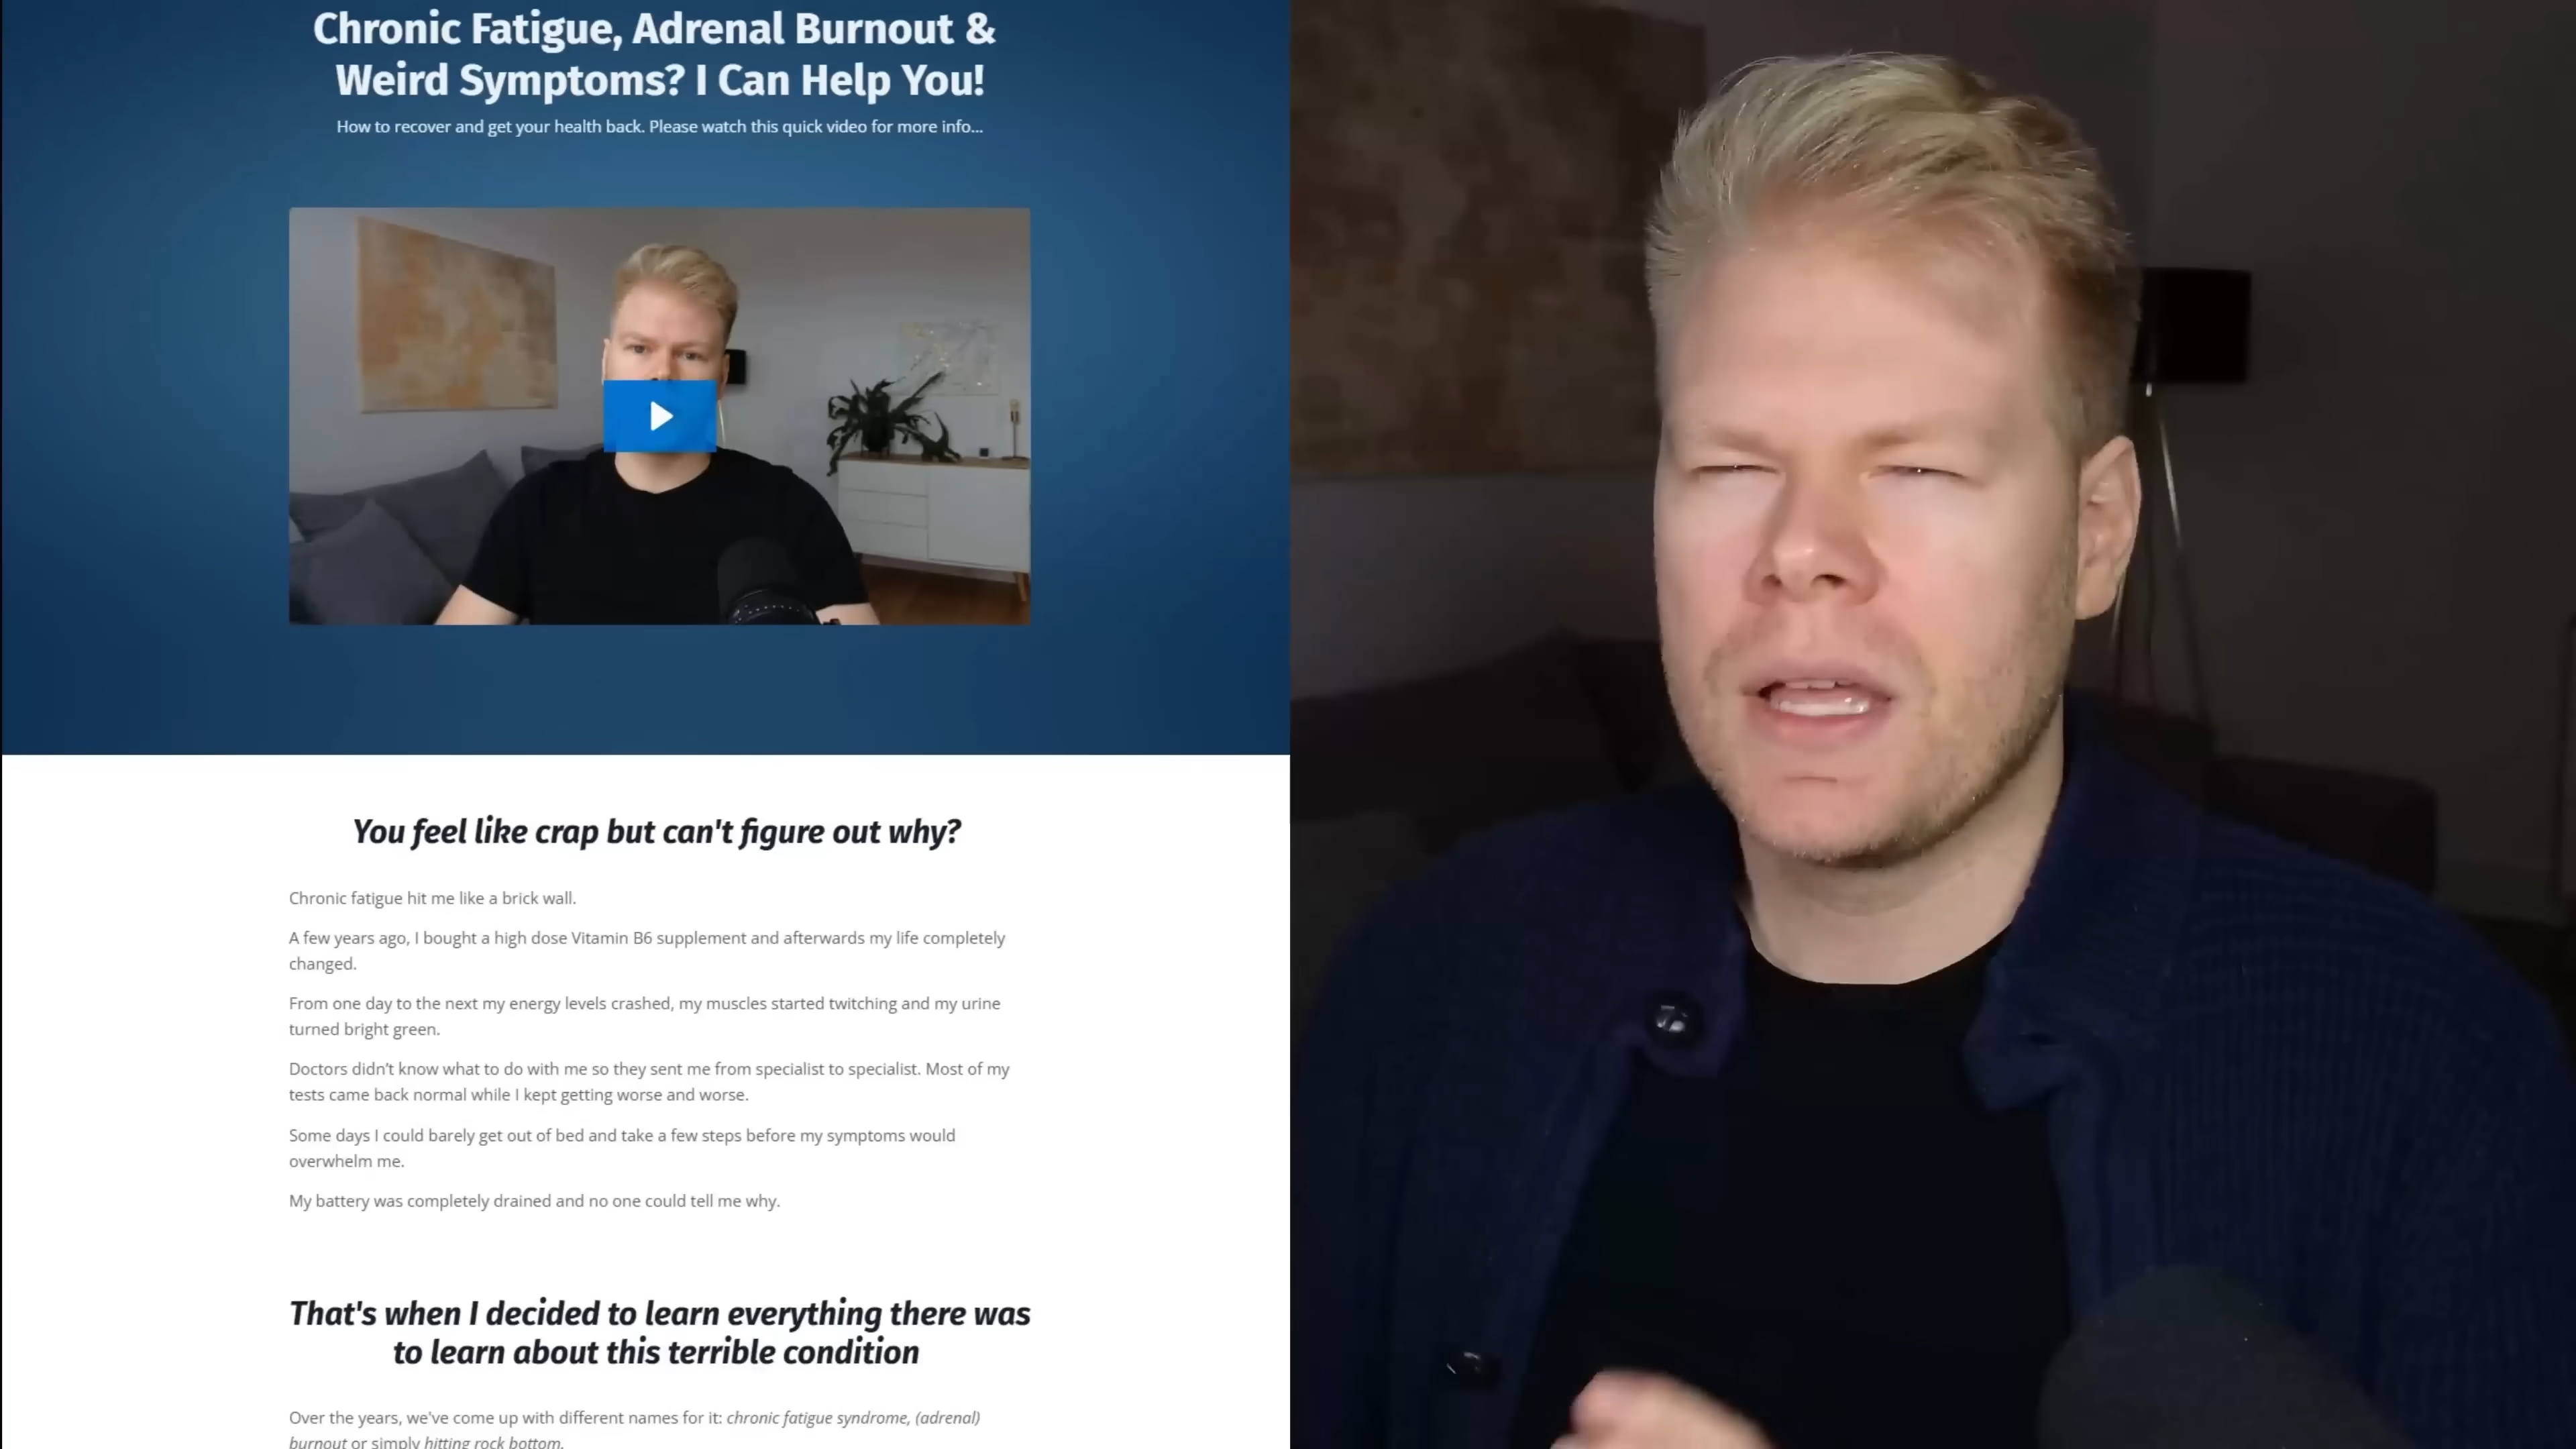 Chronic Fatigue, Adrenal Burnout &
Weird Symptoms? I Can Help You!
How to recover and get your health back. Please watch this quick video for more info...
You feel like crap but can't figure out why?
Chronic fatigue hit me like a brick wall.
A few years ago, I bought a high dose Vitamin B6 supplement and afterwards my life completely
changed.
From one day to the next my energy levels crashed, my muscles started twitching and my urine
turned bright green.
Doctors didn't know what to do with me so they sent me from specialist to specialist. Most of my
tests came back normal while I kept getting worse and worse.
Some days I could barely get out of bed and take a few steps before my symptoms would
overwhelm me.
My battery was completely drained and no one could tell me why.
That's when I decided to learn everything there was
to learn about this terrible condition
Over the years, we've come up with different names for it: chronic fatigue syndrome, (adrenal)
burnout or simply hitting rock bottom.